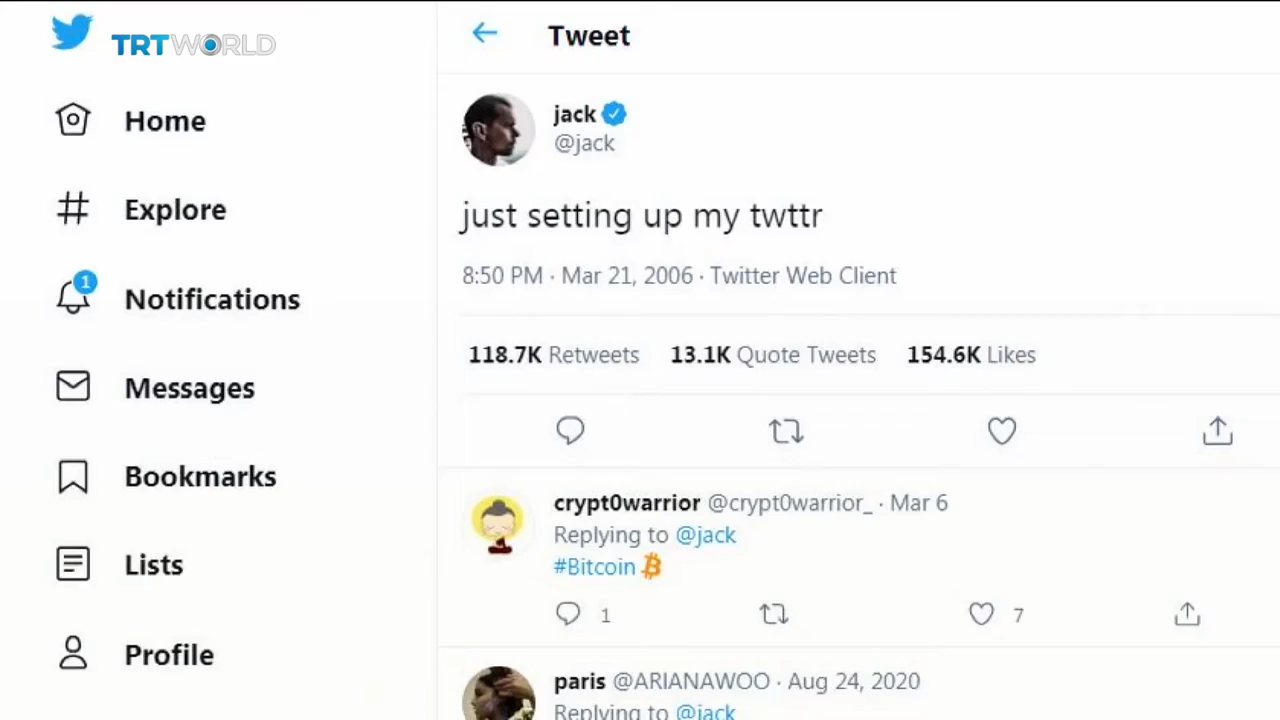 TRT WORLD
Home
Explore
1
Notifications
Messages
Bookmarks
Lists
Profile
Tweet
jack
@jack
just setting up my twttr
8:50 PM · Mar 21, 2006 · Twitter Web Client
118.7K Retweets 13.1K Quote Tweets 154.6K Likes
crypt0warrior @crypt0warrior_ · Mar 6
Replying to @jack
#Bitcoin
1 7
paris @ARIANAWOO · Aug 24, 2020
Replying to @jack